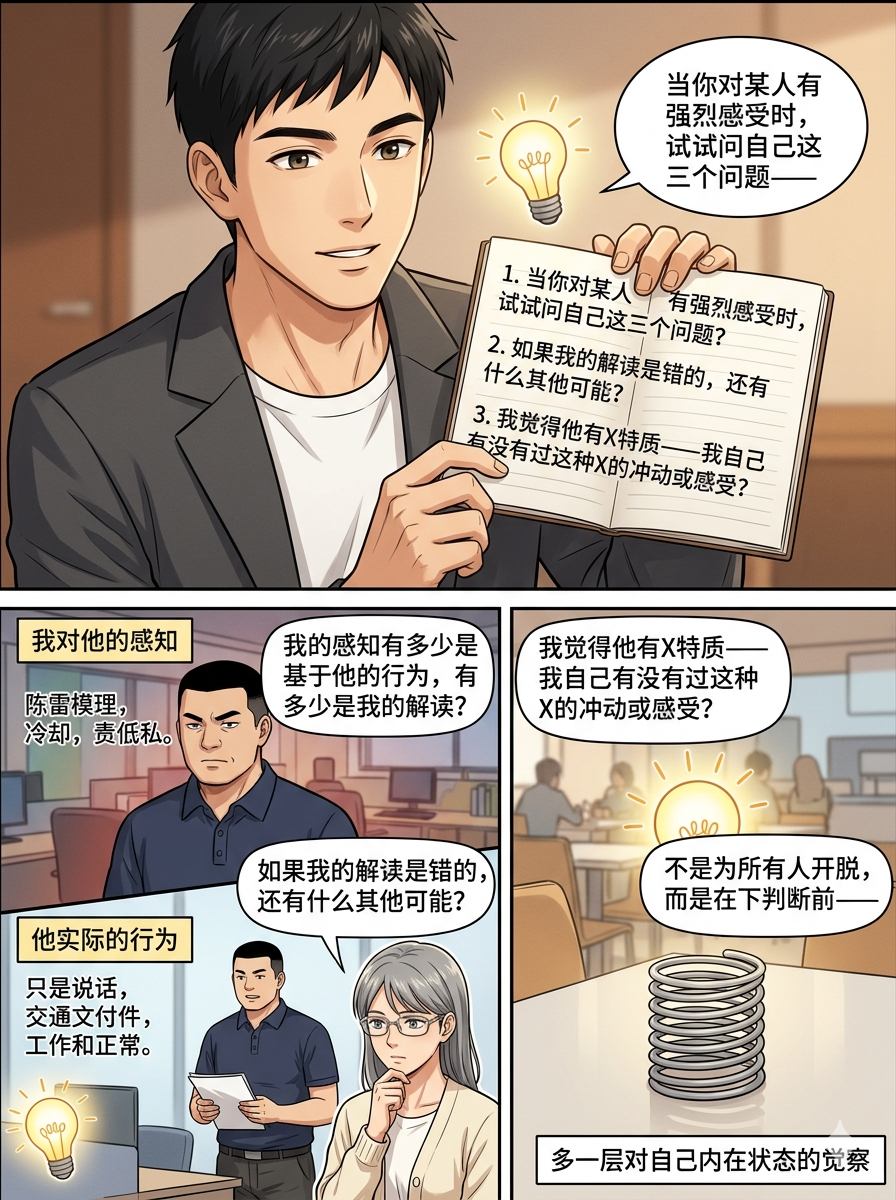 当你对某人有
强烈感受时，
试试问自己这
三个问题——
1. 当你对某人 有强烈感受时，
试试问自己这三个问题？
2. 如果我的解读是错的，还有
什么其他可能？
3. 我觉得他有X特质——我自己
有没有过这种X的冲动或感受？
我对他的感知
陈雷模理，
冷却，责低私。
我的感知有多少是
基于他的行为，有
多少是我的解读？
如果我的解读是错的，
还有什么其他可能？
他实际的行为
只是说话，
交通文付件，
工作和正常。
我觉得他有X特质——
我自己有没有过这种
X的冲动或感受？
不是为所有人开脱，
而是在下判断前——
多一层对自己内在状态的觉察